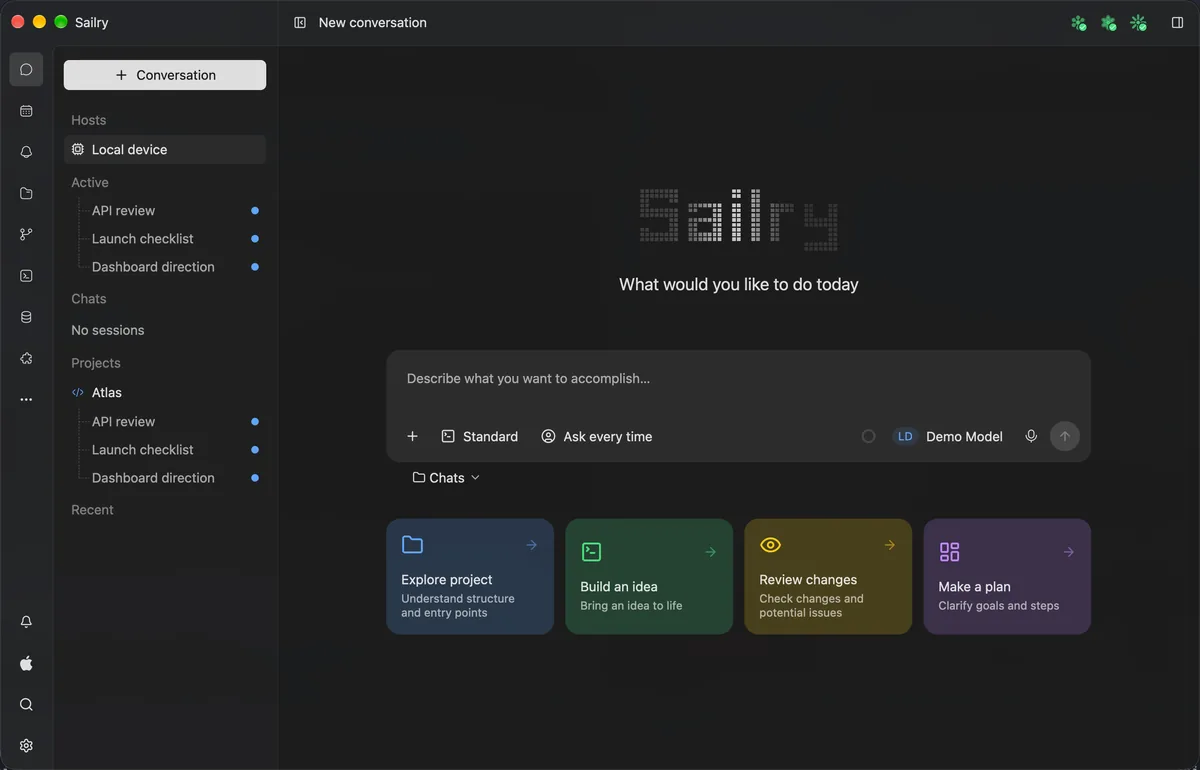 Sailry
New conversation
Conversation
Hosts
Local device
Active
API review
Launch checklist
Dashboard direction
Chats
No sessions
Projects
Atlas
API review
Launch checklist
Dashboard direction
Recent
Sailry
What would you like to do today
Describe what you want to accomplish...
Standard
Ask every time
LD
Demo Model
Chats
Explore project
Understand structure
and entry points
Build an idea
Bring an idea to life
Review changes
Check changes and
potential issues
Make a plan
Clarify goals and steps